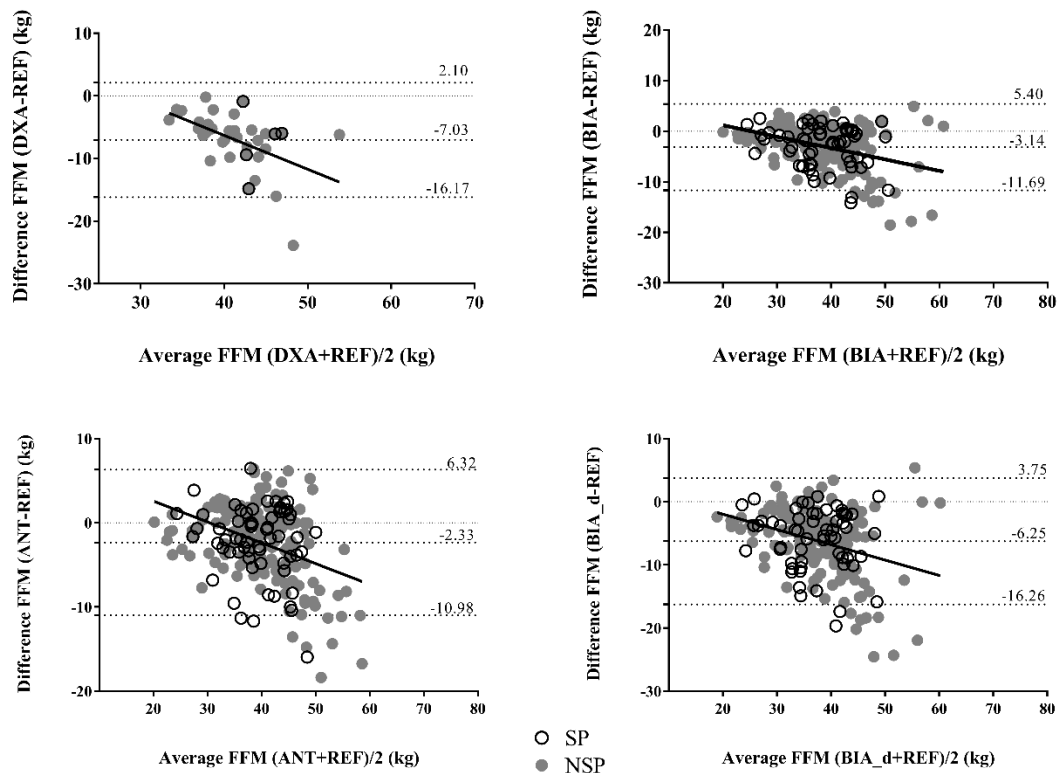 Difference FFM (DXA-REF) (kg)
10
0
-10
-20
-30
2.10
-7.03
-16.17
30 40 50 60 70
Average FFM (DXA+REF)/2 (kg)
Difference FFM (BIA-REF) (kg)
20
10
0
-10
-20
-30
5.40
-3.14
-11.69
20 30 40 50 60 70 80
Average FFM (BIA+REF)/2 (kg)
Difference FFM (ANT-REF) (kg)
10
0
-10
-20
6.32
-2.33
-10.98
20 30 40 50 60 70 80
Average FFM (ANT+REF)/2 (kg)
Difference FFM (BIA_d-REF)
10
0
-10
-20
-30
3.75
-6.25
-16.26
20 30 40 50 60 70 80
Average FFM (BIA_d+REF)/2 (kg)
SP
NSP